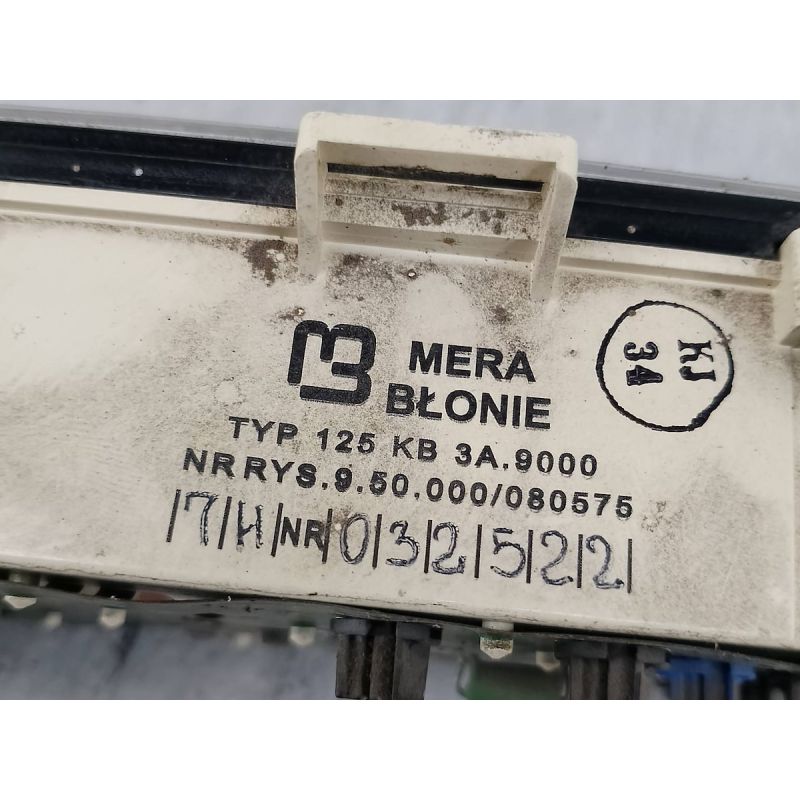 MERA
BŁONIE
TYP 125 KB 3A.9000
NR RYS.9.50.000/080575
|7|H|NR|0|3|2|5|2|2|
KJ
34